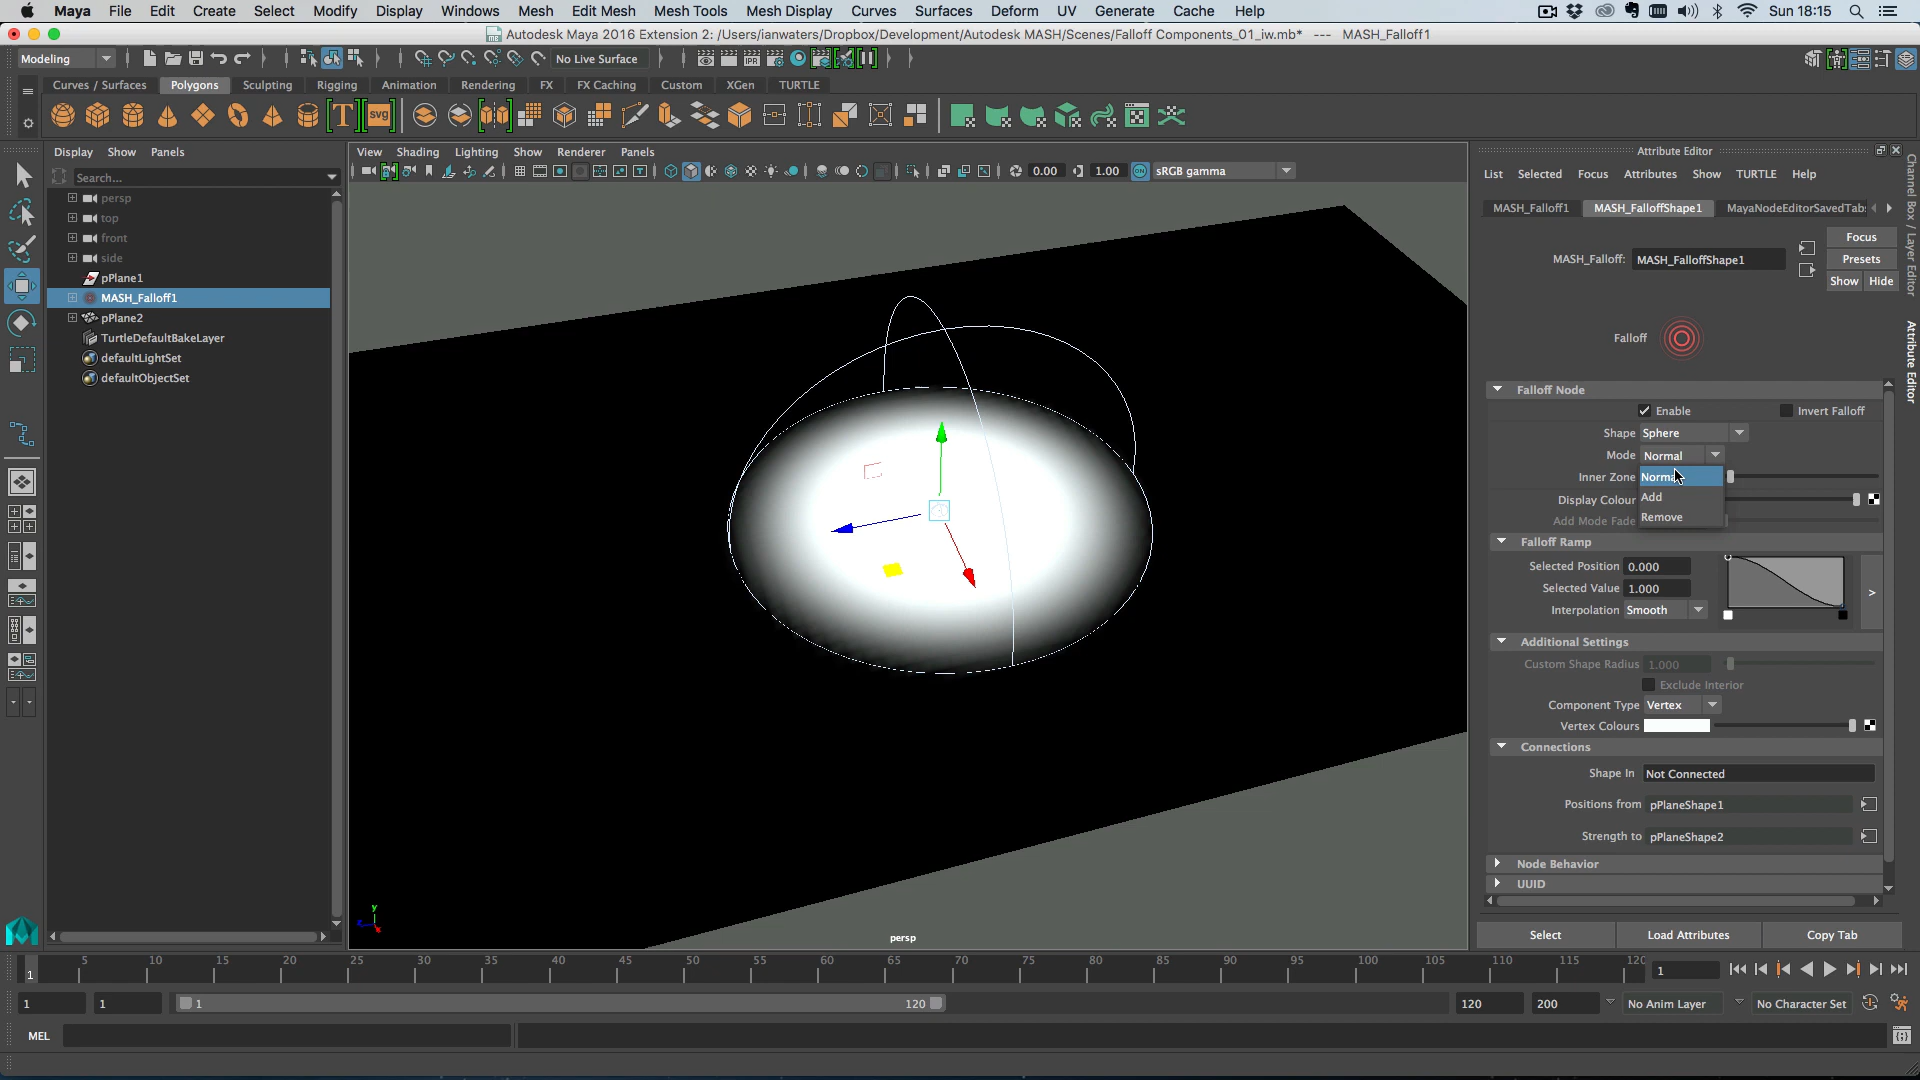 Maya File Edit Create Select Modify Display Windows Mesh Edit Mesh Mesh Tools Mesh Display Curves Surfaces Deform UV Generate Cache Help Sun 18:15
Autodesk Maya 2016 Extension 2: /Users/ianwaters/Dropbox/Development/Autodesk MASH/Scenes/Falloff Components_01_iw.mb* --- MASH_Falloff1
Modeling No Live Surface
Curves / Surfaces Polygons Sculpting Rigging Animation Rendering FX FX Caching Custom XGen TURTLE
Display Show Panels
View Shading Lighting Show Renderer Panels
Attribute Editor
Search...
0.00 1.00 sRGB gamma
List Selected Focus Attributes Show TURTLE Help
persp
top
front
side
pPlane1
MASH_Falloff1
pPlane2
TurtleDefaultBakeLayer
defaultLightSet
defaultObjectSet
persp
MASH_Falloff1 MASH_FalloffShape1 MayaNodeEditorSavedTabs
Focus
MASH_Falloff: MASH_FalloffShape1
Presets
Show Hide
Falloff
Falloff Node
Enable Invert Falloff
Shape Sphere
Mode Normal
Inner Zone
Normal
Add
Remove
Display Colour
Add Mode Fade
Falloff Ramp
Selected Position 0.000
Selected Value 1.000
Interpolation Smooth
Additional Settings
Custom Shape Radius 1.000
Exclude Interior
Component Type Vertex
Vertex Colours
Connections
Shape In Not Connected
Positions from pPlaneShape1
Strength to pPlaneShape2
Node Behavior
UUID
Select Load Attributes Copy Tab
Channel Box / Layer Editor
Attribute Editor
1 5 10 15 20 25 30 35 40 45 50 55 60 65 70 75 80 85 90 95 100 105 110 115 120 1
1 1 1 120 120 200 No Anim Layer No Character Set
MEL